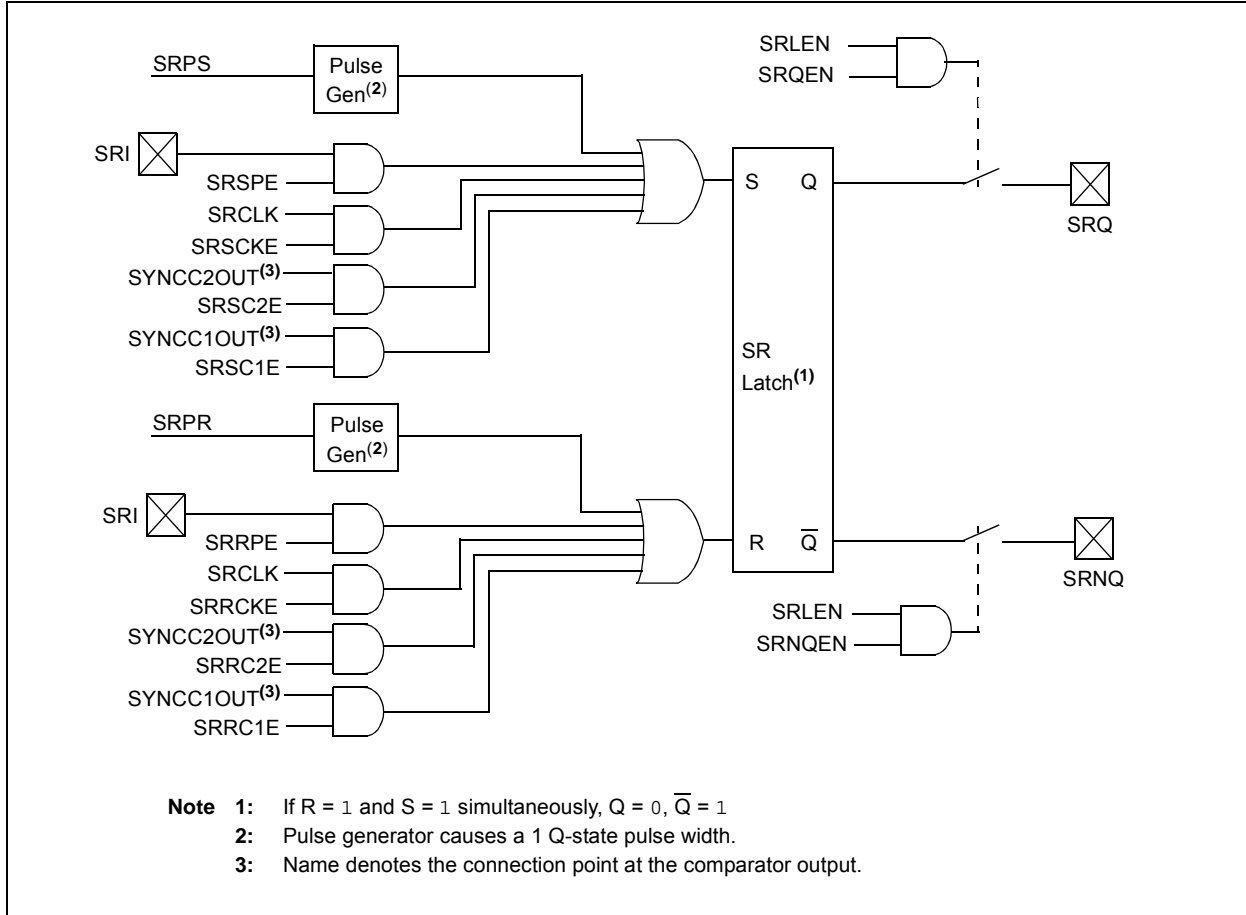 SRPS
Pulse
Gen(2)
SRI
SRSPE
SRCLK
SRSCKE
SYNCC2OUT(3)
SRSC2E
SYNCC1OUT(3)
SRSC1E
SRPR
Pulse
Gen(2)
SRI
SRRPE
SRCLK
SRRCKE
SYNCC2OUT(3)
SRRC2E
SYNCC1OUT(3)
SRRC1E
S Q
SR
Latch(1)
R Q̅
SRLEN
SRQEN
SRQ
SRNQ
SRLEN
SRNQEN
Note 1: If R = 1 and S = 1 simultaneously, Q = 0, Q̅ = 1
2: Pulse generator causes a 1 Q-state pulse width.
3: Name denotes the connection point at the comparator output.